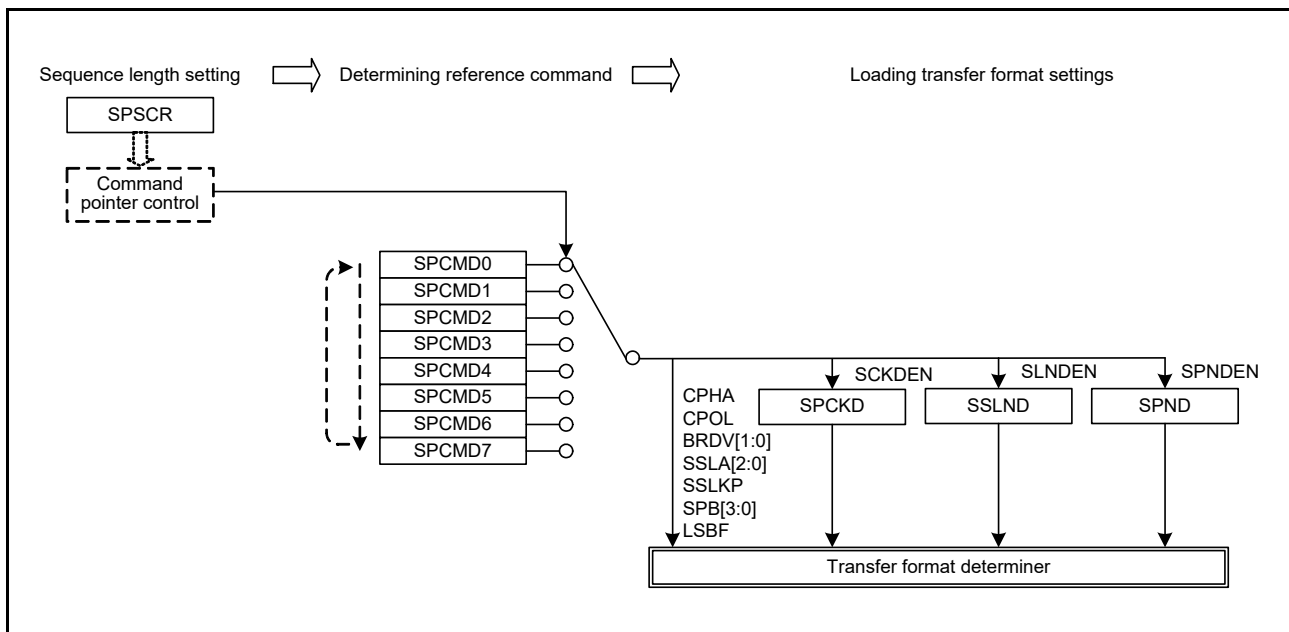 Sequence length setting
Determining reference command
Loading transfer format settings
SPSCR
Command
pointer control
SPCMD0
SPCMD1
SPCMD2
SPCMD3
SPCMD4
SPCMD5
SPCMD6
SPCMD7
CPHA
CPOL
BRDV[1:0]
SSLA[2:0]
SSLKP
SPB[3:0]
LSBF
SCKDEN
SPCKD
SLNDEN
SSLND
SPNDEN
SPND
Transfer format determiner